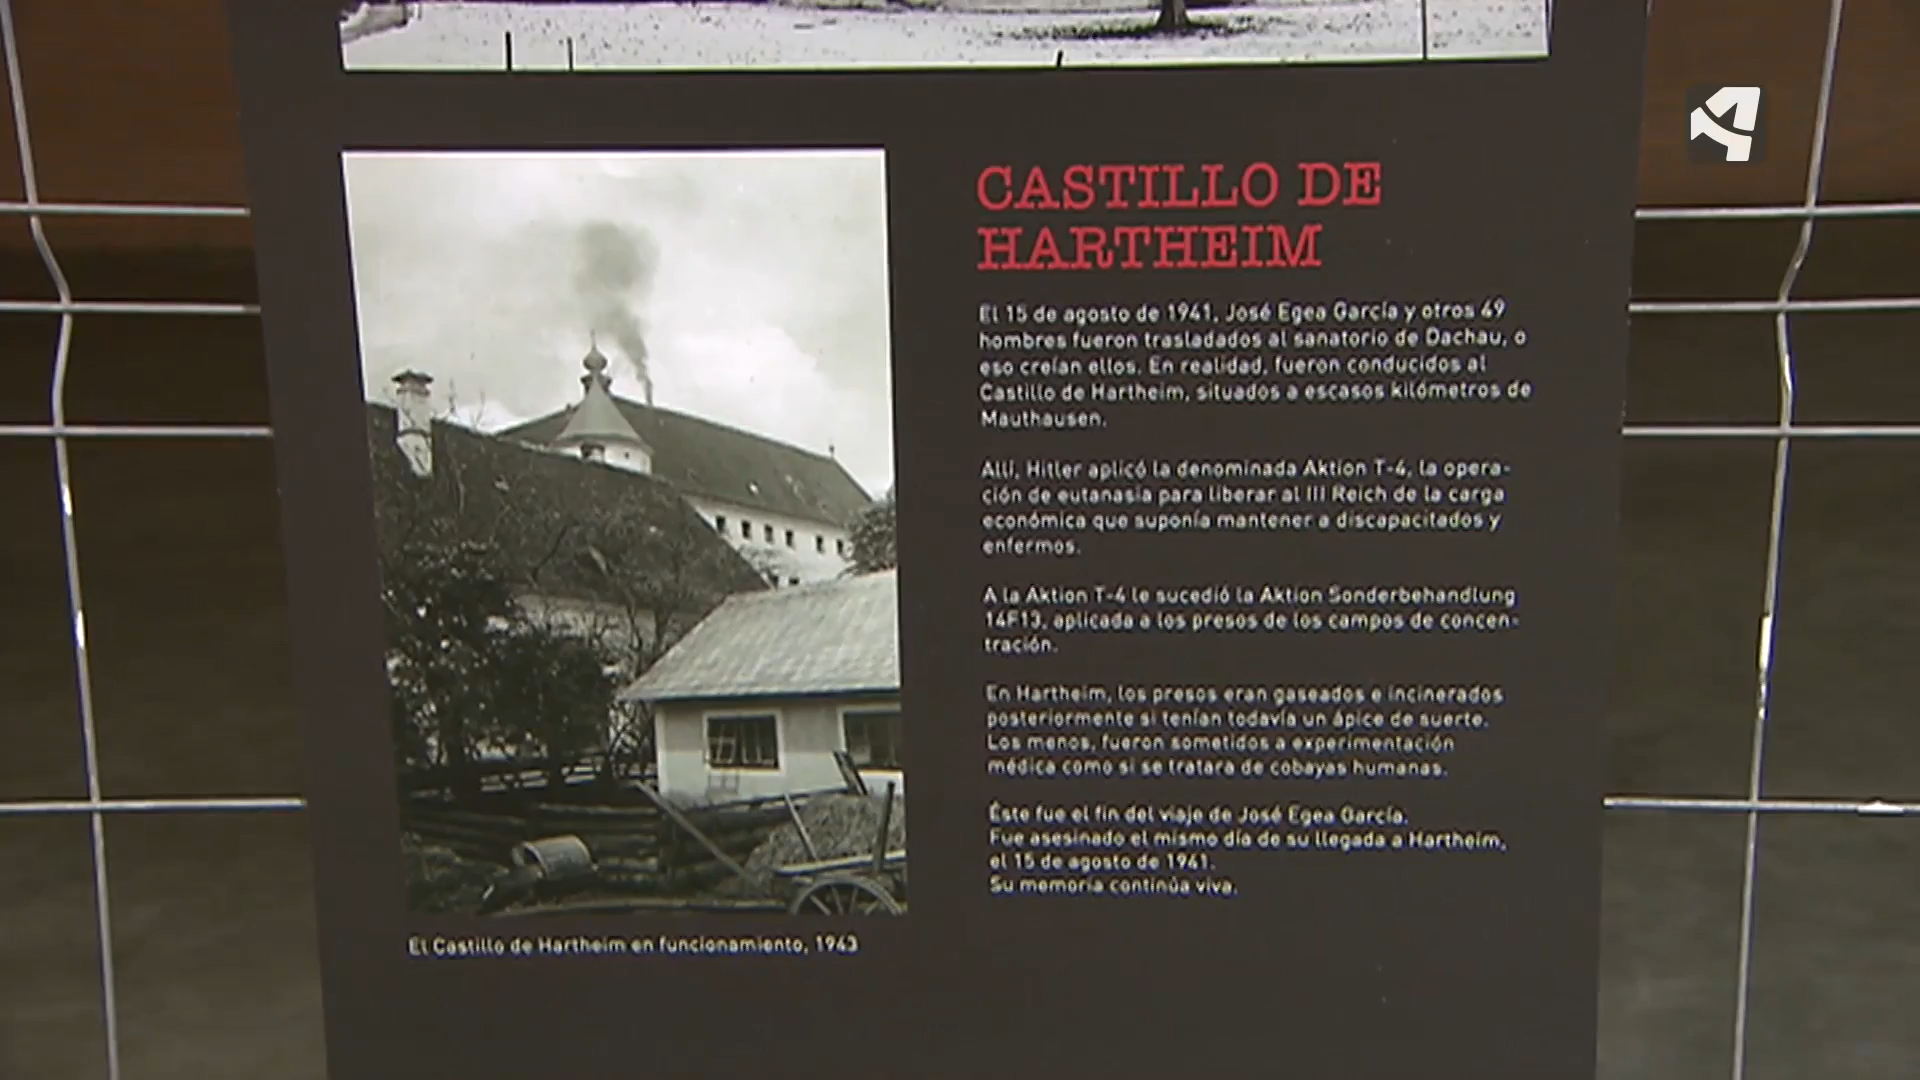 CASTILLO DE
HARTHEIM
El 15 de agosto de 1941, José Egea García y otros 49
hombres fueron trasladados al sanatorio de Dachau, o
eso creían ellos. En realidad, fueron conducidos al
Castillo de Hartheim, situados a escasos kilómetros de
Mauthausen.
Allí, Hitler aplicó la denominada Aktion T-4, la opera-
ción de eutanasia para liberar al III Reich de la carga
económica que suponía mantener a discapacitados y
enfermos.
A la Aktion T-4 le sucedió la Aktion Sonderbehandlung
14F13, aplicada a los presos de los campos de concen-
tración.
En Hartheim, los presos eran gaseados e incinerados
posteriormente si tenían todavía un ápice de suerte.
Los menos, fueron sometidos a experimentación
médica como si se tratara de cobayas humanas.
Éste fue el fin del viaje de José Egea García.
Fue asesinado el mismo día de su llegada a Hartheim,
el 15 de agosto de 1941.
Su memoria continúa viva.
El Castillo de Hartheim en funcionamiento, 1943